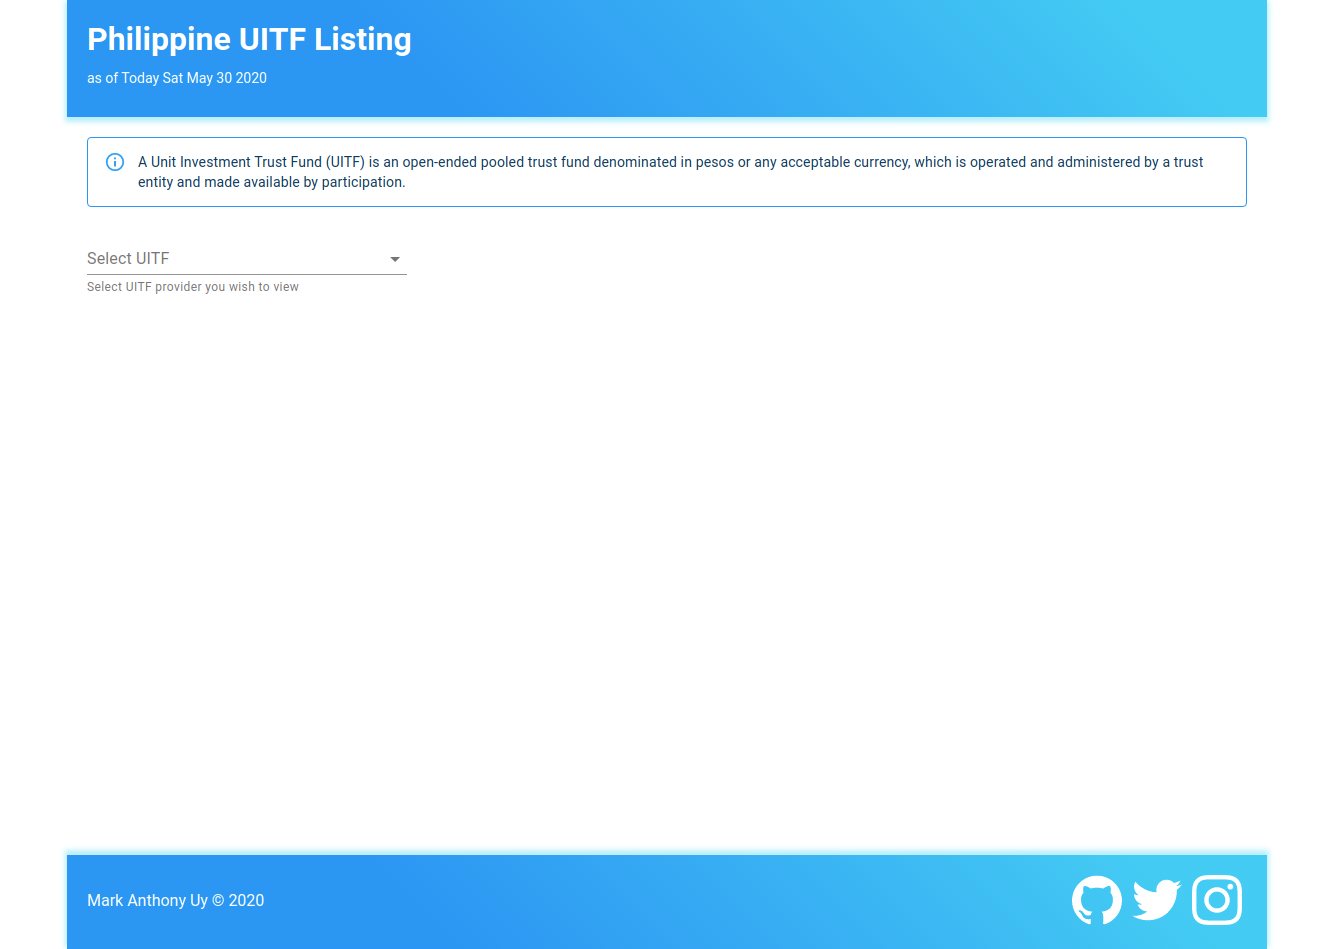 Philippine UITF Listing
as of Today Sat May 30 2020
A Unit Investment Trust Fund (UITF) is an open-ended pooled trust fund denominated in pesos or any acceptable currency, which is operated and administered by a trust
entity and made available by participation.
Select UITF
Select UITF provider you wish to view
Mark Anthony Uy © 2020